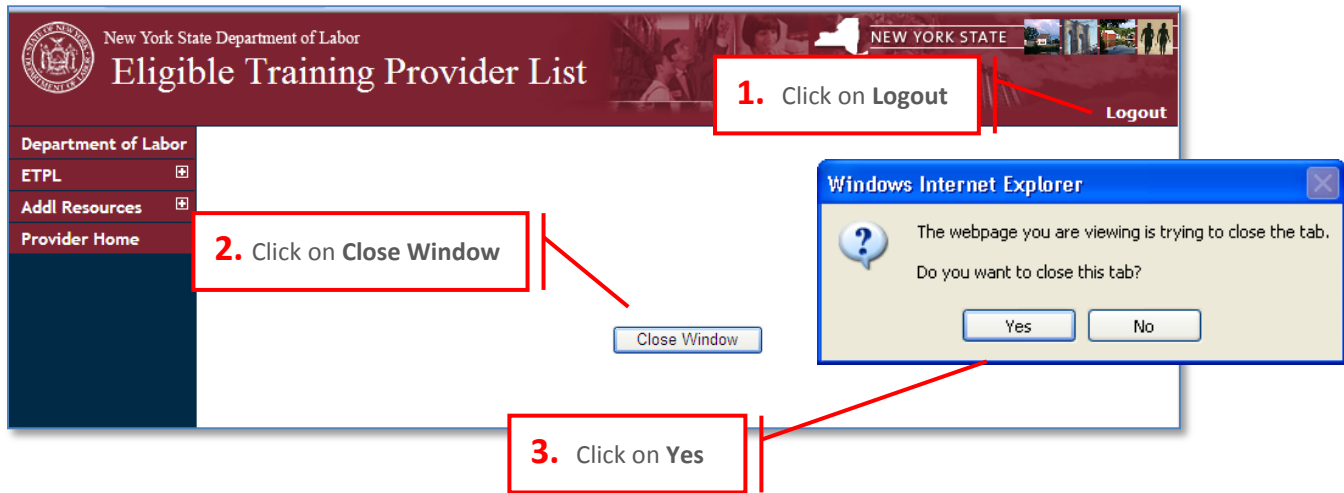 New York State Department of Labor
Eligible Training Provider List
NEW YORK STATE
1. Click on Logout
Logout
Department of Labor
ETPL
Addl Resources
Provider Home
2. Click on Close Window
Close Window
Windows Internet Explorer
The webpage you are viewing is trying to close the tab.
Do you want to close this tab?
Yes No
3. Click on Yes